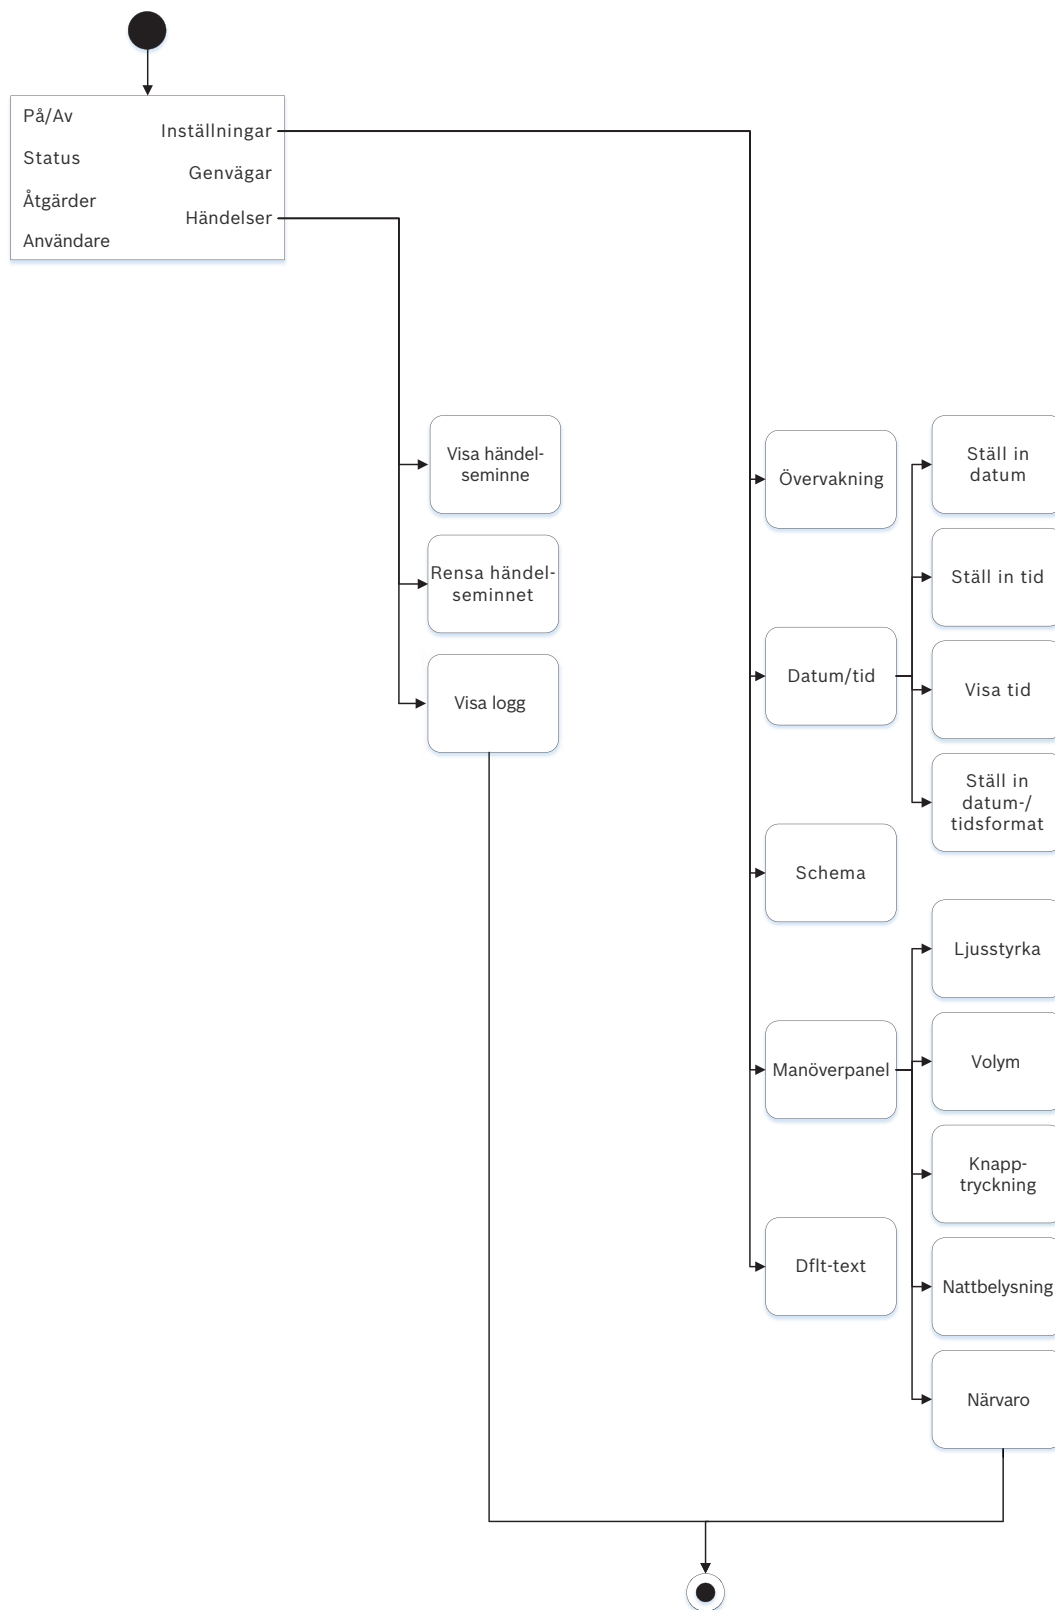 På/Av
Status
Åtgärder
Användare
Inställningar
Genvägar
Händelser
Visa händel-
seminne
Rensa händel-
seminnet
Visa logg
Övervakning
Datum/tid
Schema
Manöverpanel
Dflt-text
Ställ in
datum
Ställ in tid
Visa tid
Ställ in
datum-/
tidsformat
Ljusstyrka
Volym
Knapp-
tryckning
Nattbelysning
Närvaro